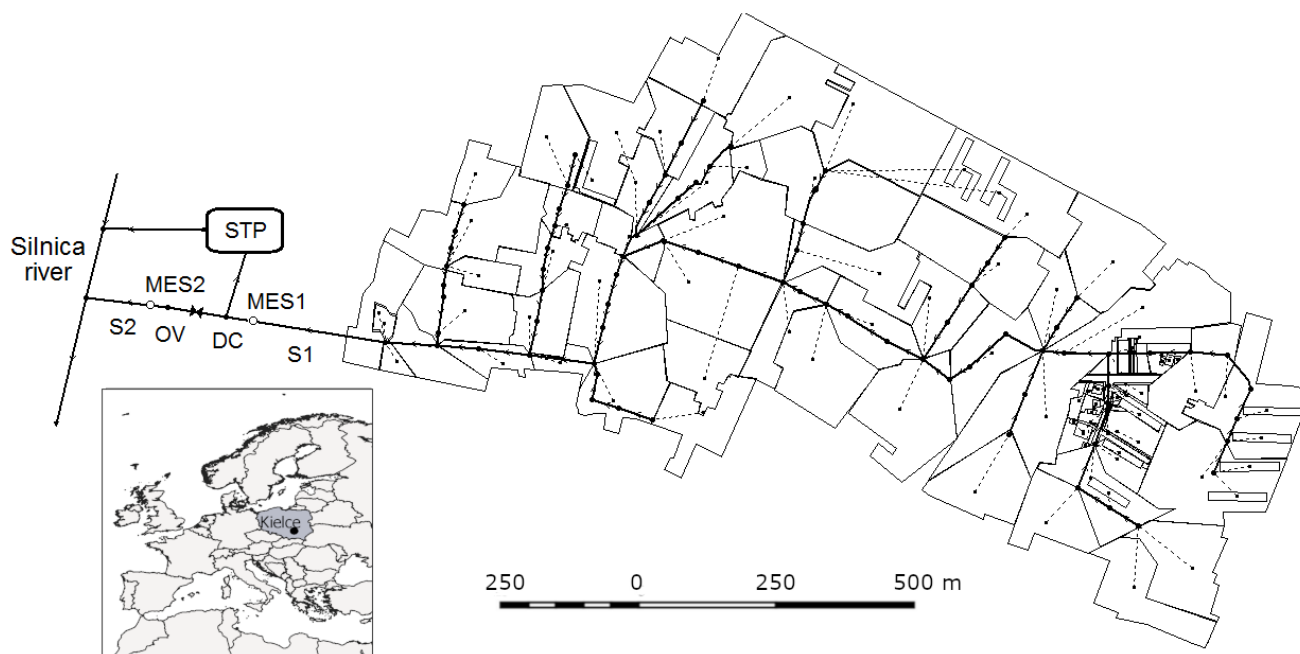 STP
Silnica
river
MES2
MES1
S2
OV
DC
S1
Kielce
250 0 250 500 m